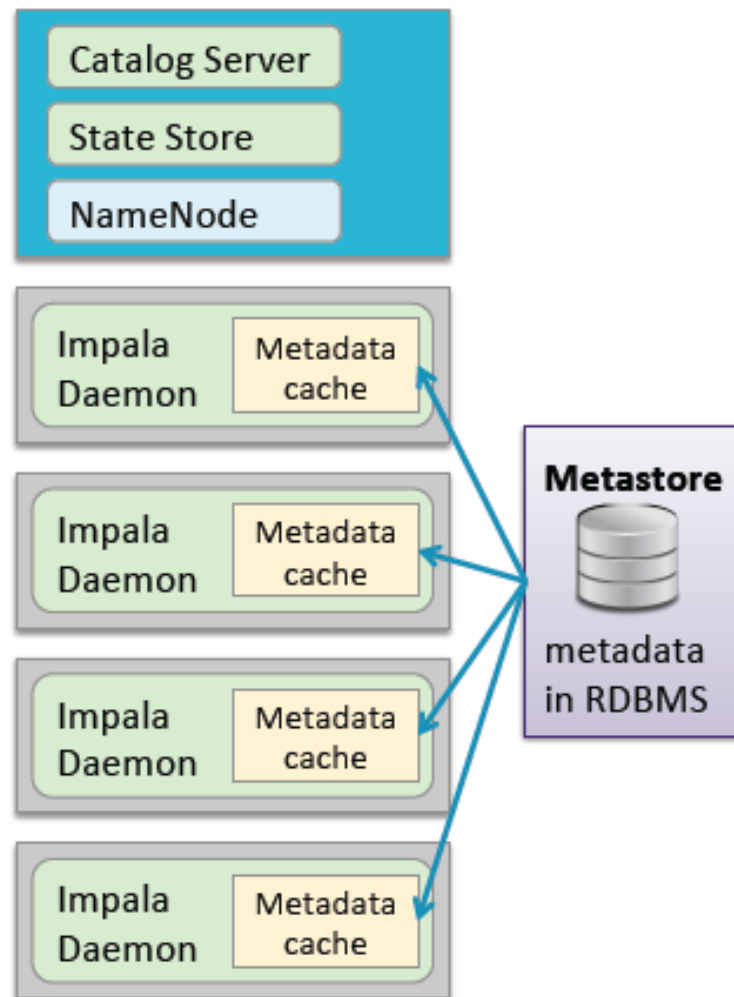 Catalog Server
State Store
NameNode
Impala
Daemon
Metadata
cache
Impala
Daemon
Metadata
cache
Impala
Daemon
Metadata
cache
Impala
Daemon
Metadata
cache
Metastore
metadata
in RDBMS